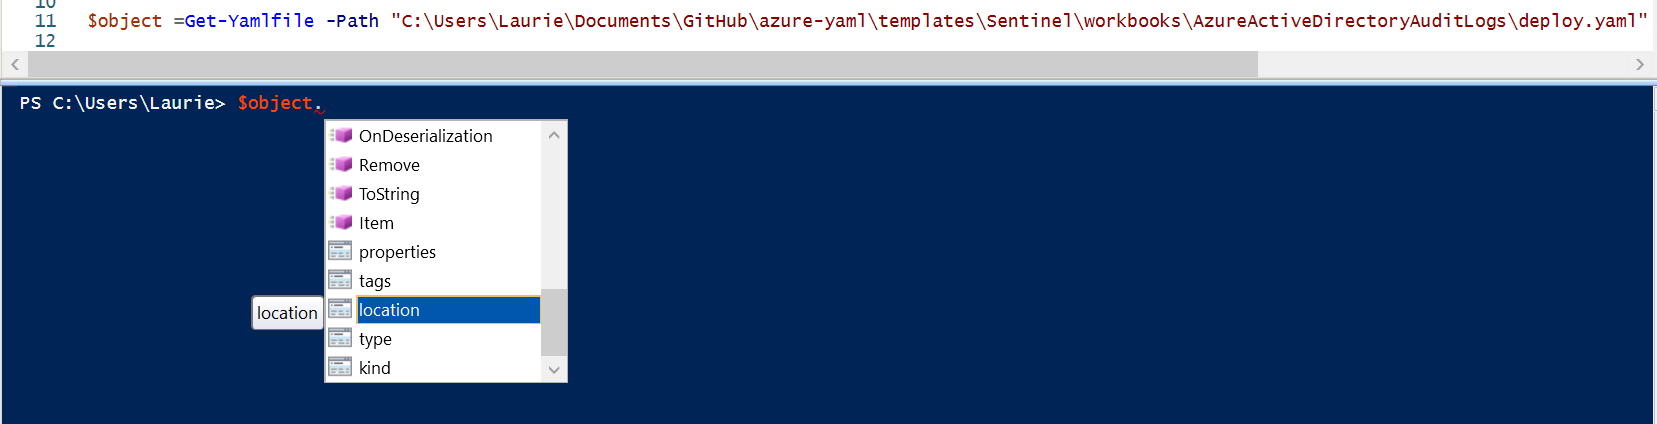 10
11 $object =Get-Yamlfile -Path "C:\Users\Laurie\Documents\GitHub\azure-yaml\templates\Sentinel\workbooks\AzureActiveDirectoryAuditLogs\deploy.yaml"
12
PS C:\Users\Laurie> $object.
OnDeserialization
Remove
ToString
Item
properties
tags
location
location
type
kind